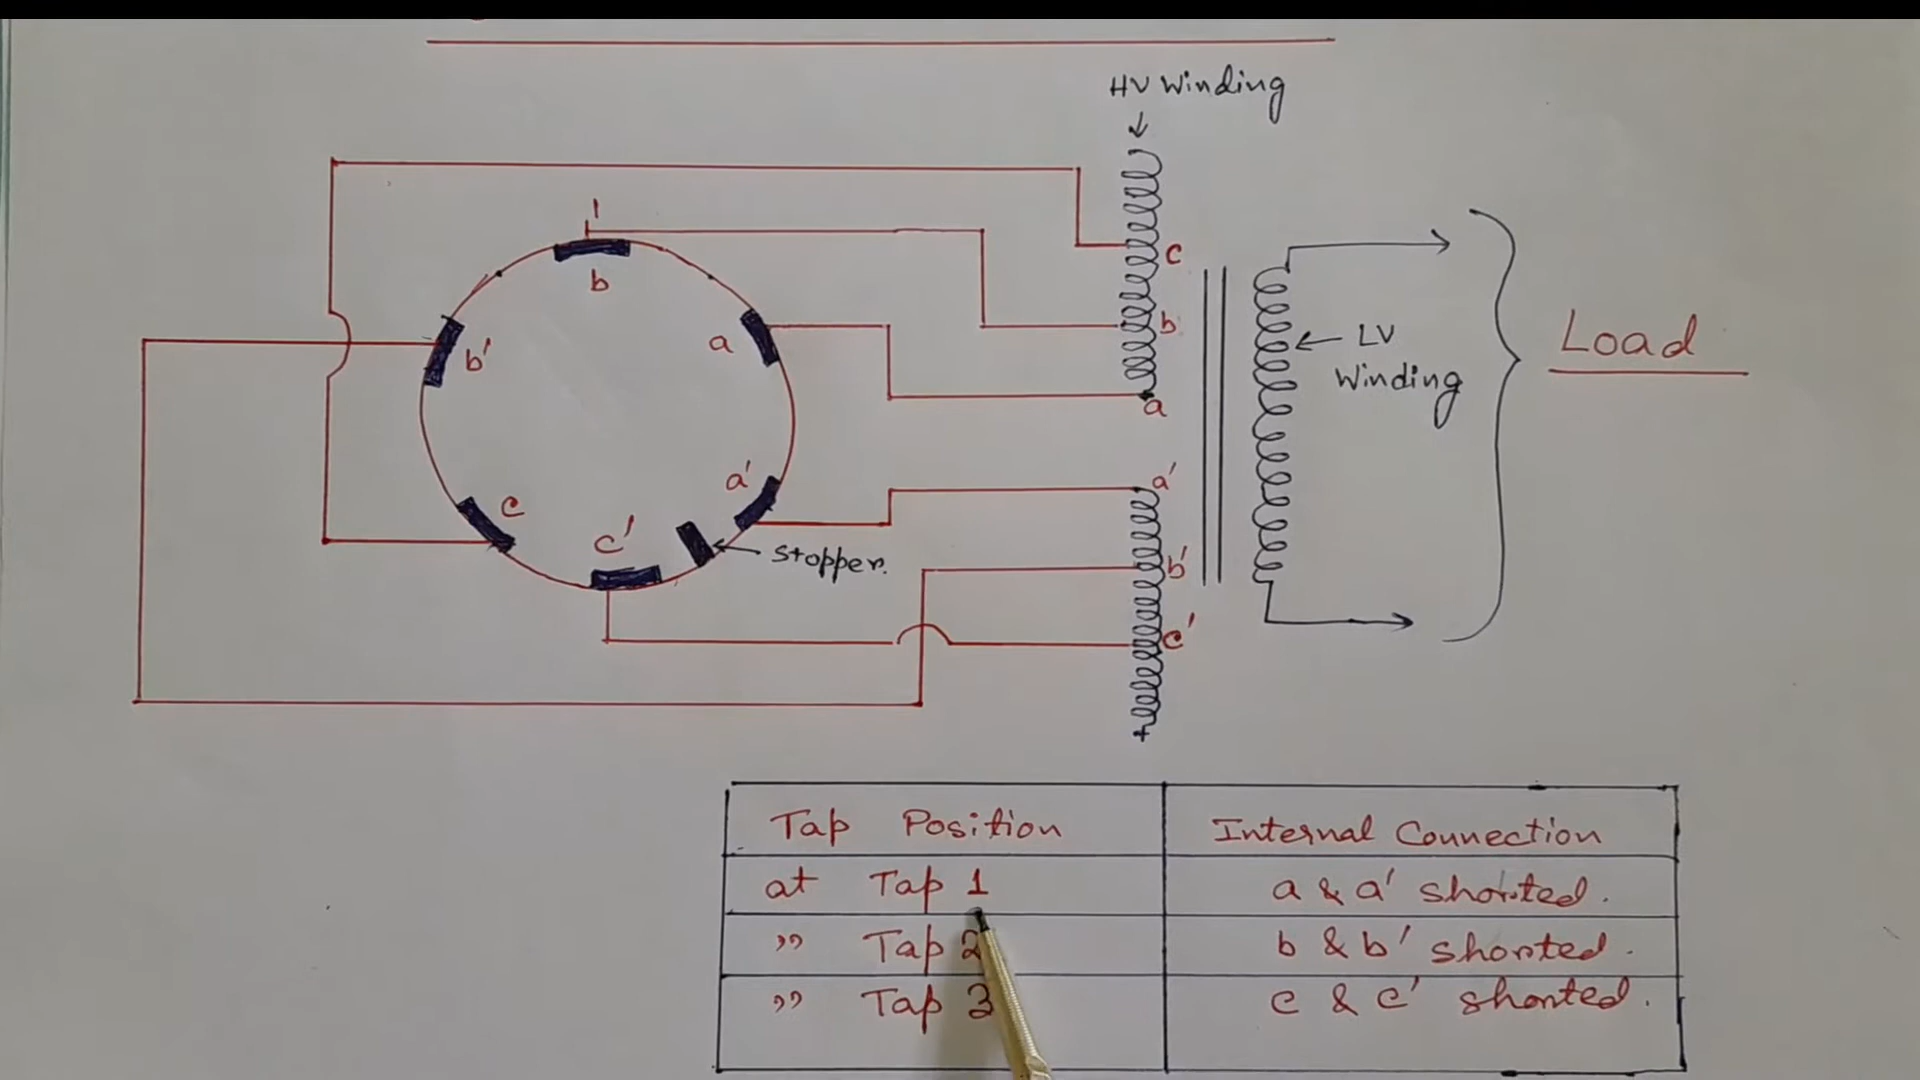 HV Winding
1
b
a
b'
c
c'
a'
Stopper.
c
b
a
a'
b'
c'
LV
Winding
Load
Tap Position Internal Connection
at Tap 1 a & a' shorted.
" Tap 2 b & b' shorted.
" Tap 3 c & c' shorted.